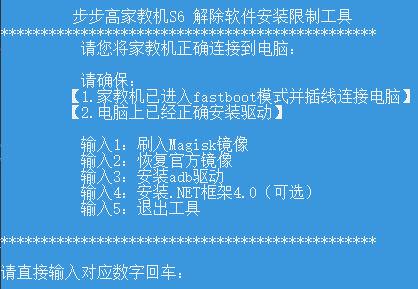 步步高家教机S6 解除软件安装限制工具
***********************************************
请您将家教机正确连接到电脑：
请确保：
【1.家教机已进入fastboot模式并插线连接电脑】
【2.电脑上已经正确安装驱动】
输入1：刷入Magisk镜像
输入2：恢复官方镜像
输入3：安装adb驱动
输入4：安装.NET框架4.0（可选）
输入5：退出工具
***********************************************
请直接输入对应数字回车：